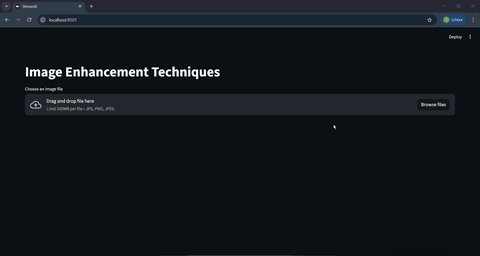 Streamlit
localhost:8501
School
Deploy
Image Enhancement Techniques
Choose an image file
Drag and drop file here
Limit 200MB per file • JPG, PNG, JPEG
Browse files